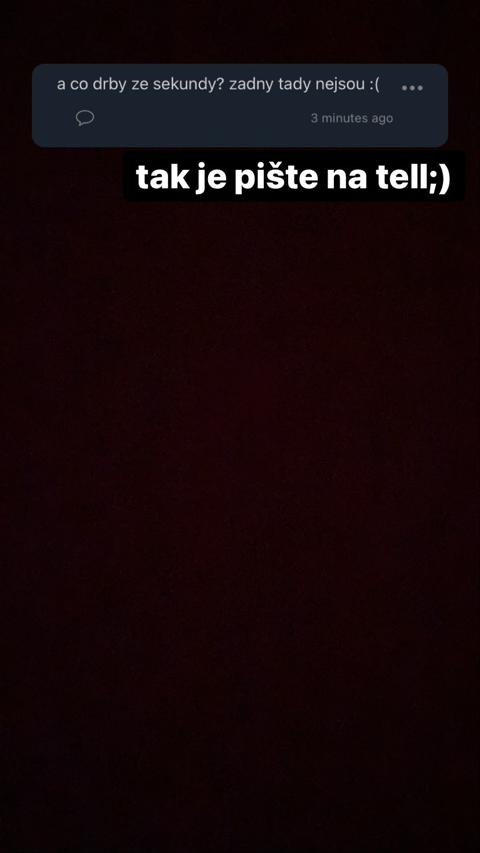 a co drby ze sekundy? zadny tady nejsou :(
3 minutes ago
tak je pište na tell;)